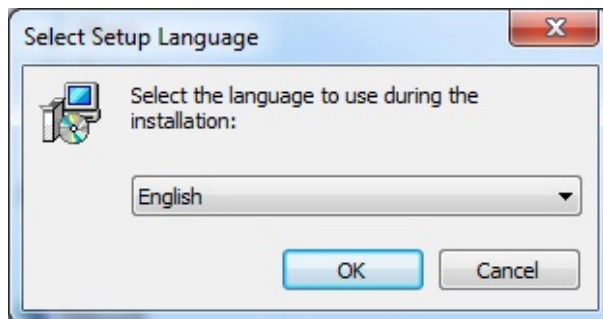 Select Setup Language
Select the language to use during the
installation:
English
OK
Cancel